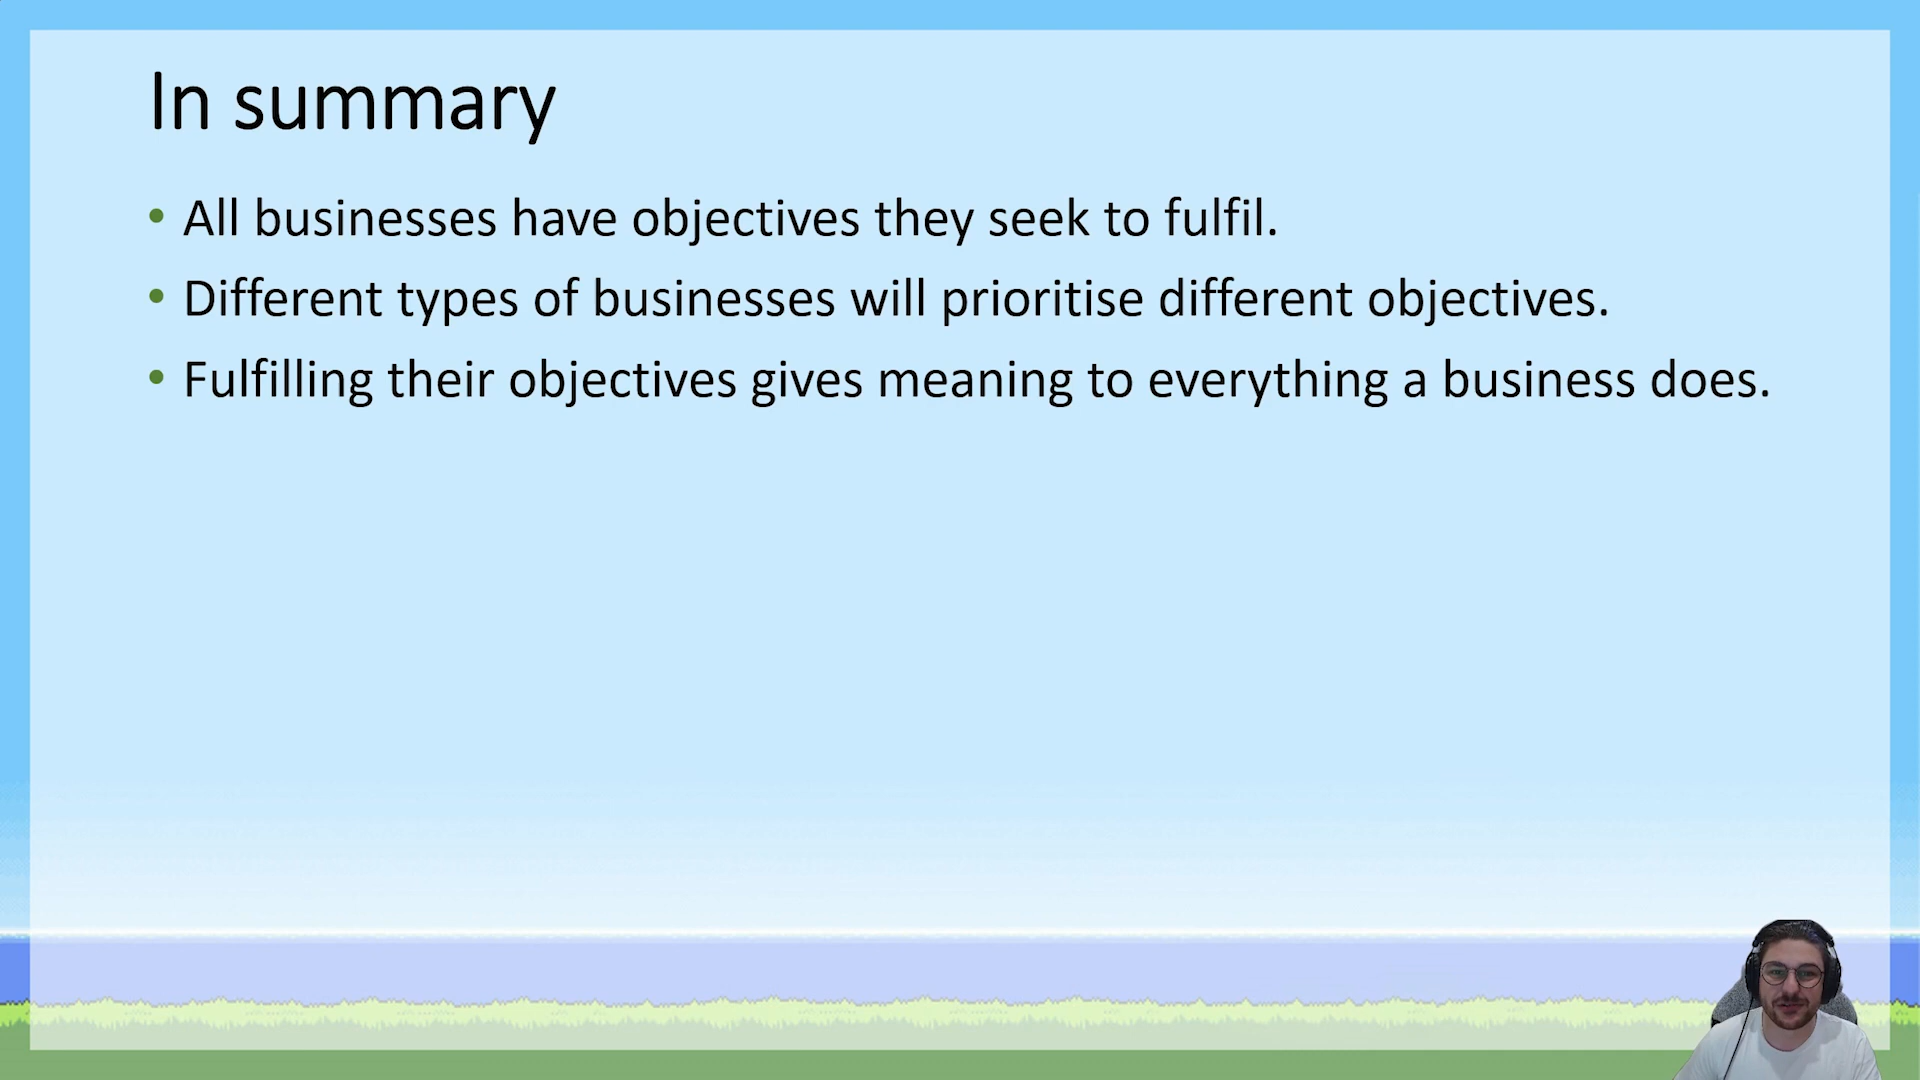 In summary
• All businesses have objectives they seek to fulfil.
• Different types of businesses will prioritise different objectives.
• Fulfilling their objectives gives meaning to everything a business does.